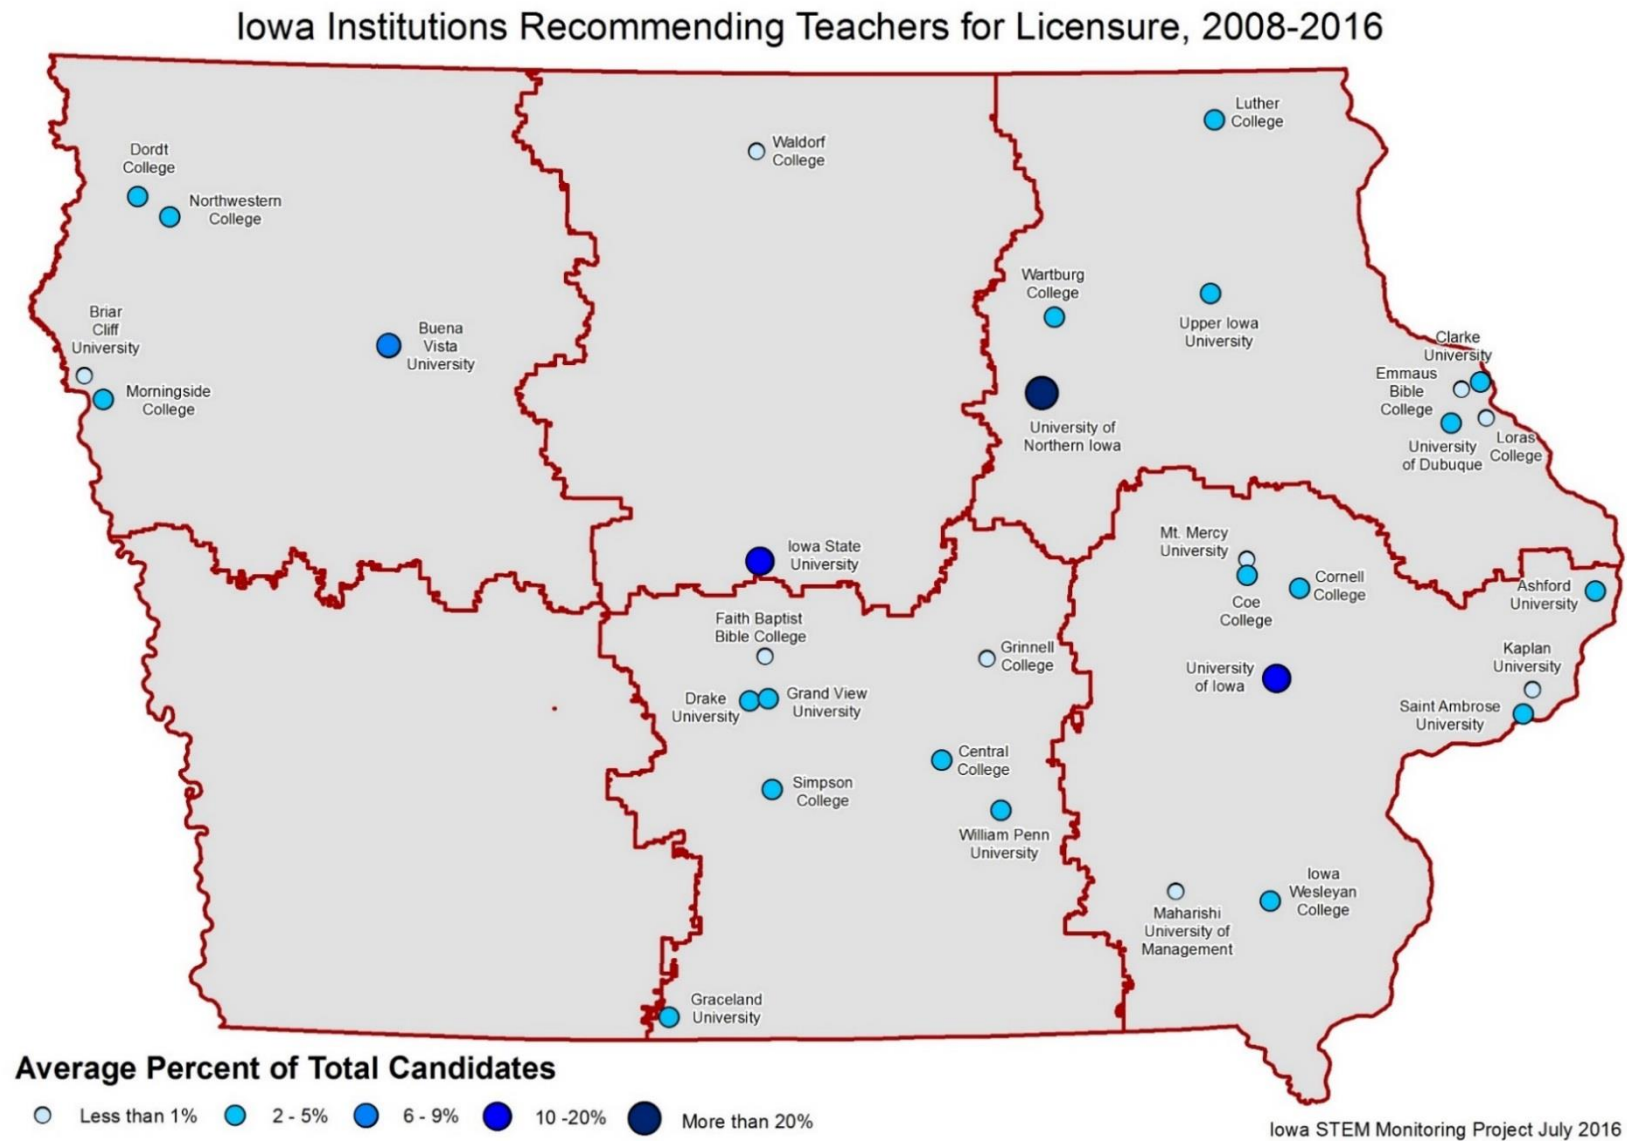 Iowa Institutions Recommending Teachers for Licensure, 2008-2016
Luther
College
Waldorf
College
Dordt
College
Northwestern
College
Wartburg
College
Briar
Cliff
University
Buena
Vista
University
Upper Iowa
University
Clarke
University
Emmaus
Bible
College
Morningside
College
University of
Northern Iowa
Loras
College
University
of Dubuque
Mt. Mercy
University
Iowa State
University
Cornell
College
Ashford
University
Coe
College
Faith Baptist
Bible College
Grinnell
College
Kaplan
University
University
of Iowa
Drake
University
Grand View
University
Saint Ambrose
University
Central
College
Simpson
College
William Penn
University
Iowa
Wesleyan
College
Maharishi
University of
Management
Graceland
University
Average Percent of Total Candidates
Less than 1% 2 - 5% 6 - 9% 10 -20% More than 20%
Iowa STEM Monitoring Project July 2016